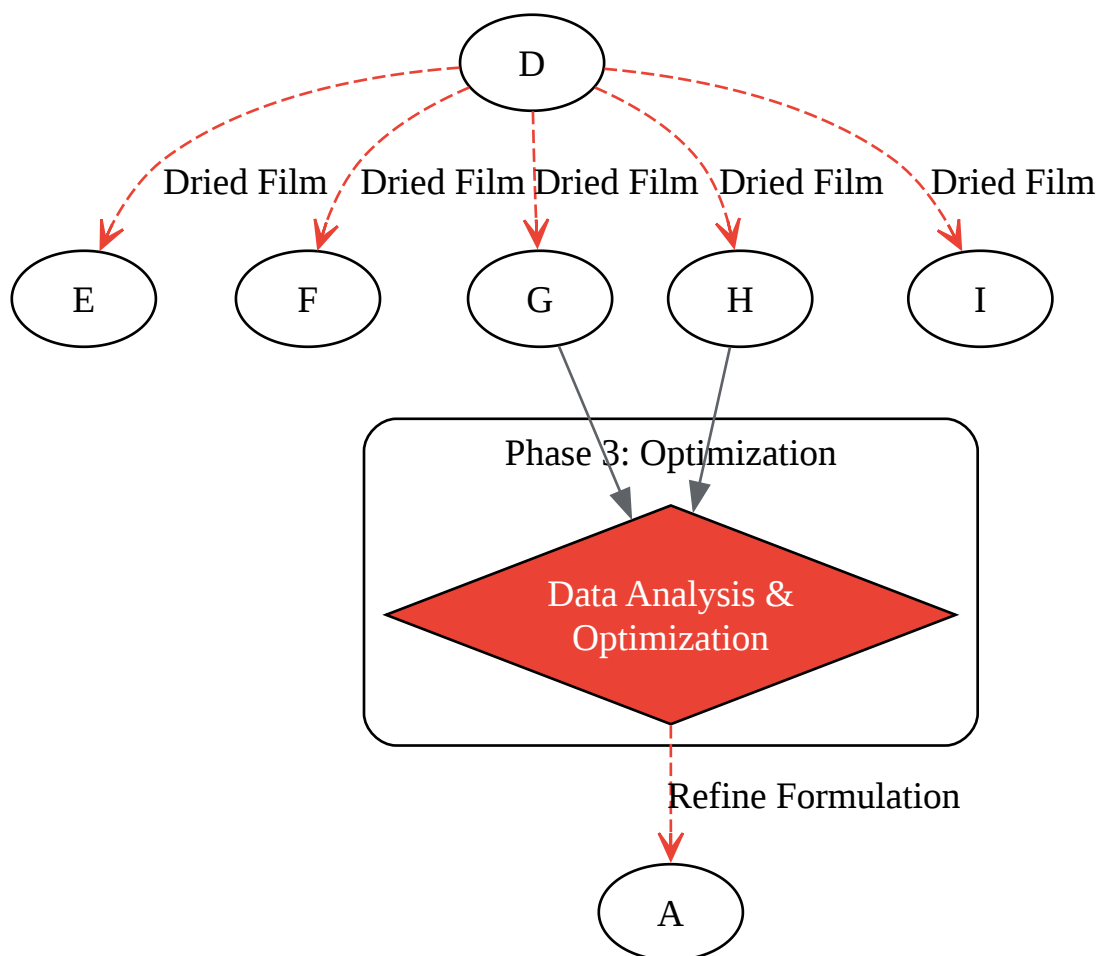 D
Dried Film
Dried Film
Dried Film
Dried Film
Dried Film
E
F
G
H
I
Phase 3: Optimization
Data Analysis &
Optimization
Refine Formulation
A